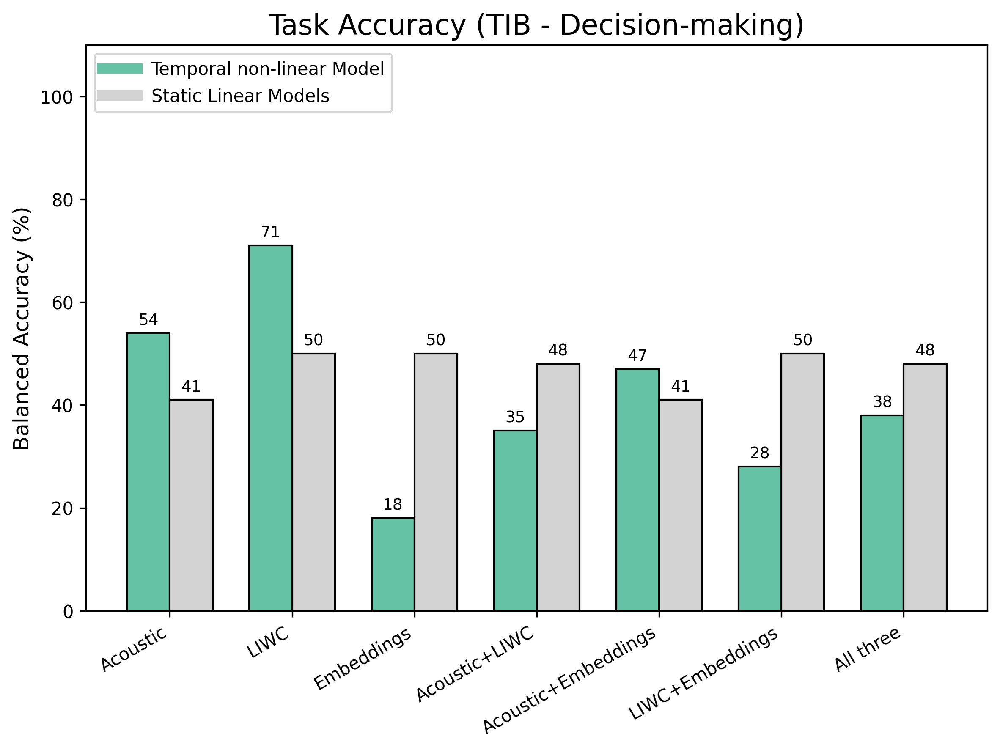 Task Accuracy (TIB - Decision-making)
Temporal non-linear Model
Static Linear Models
Balanced Accuracy (%)
100
80
60
40
20
0
54
41
71
50
18
50
35
48
47
41
28
50
38
48
Acoustic
LIWC
Embeddings
Acoustic+LIWC
Acoustic+Embeddings
LIWC+Embeddings
All three